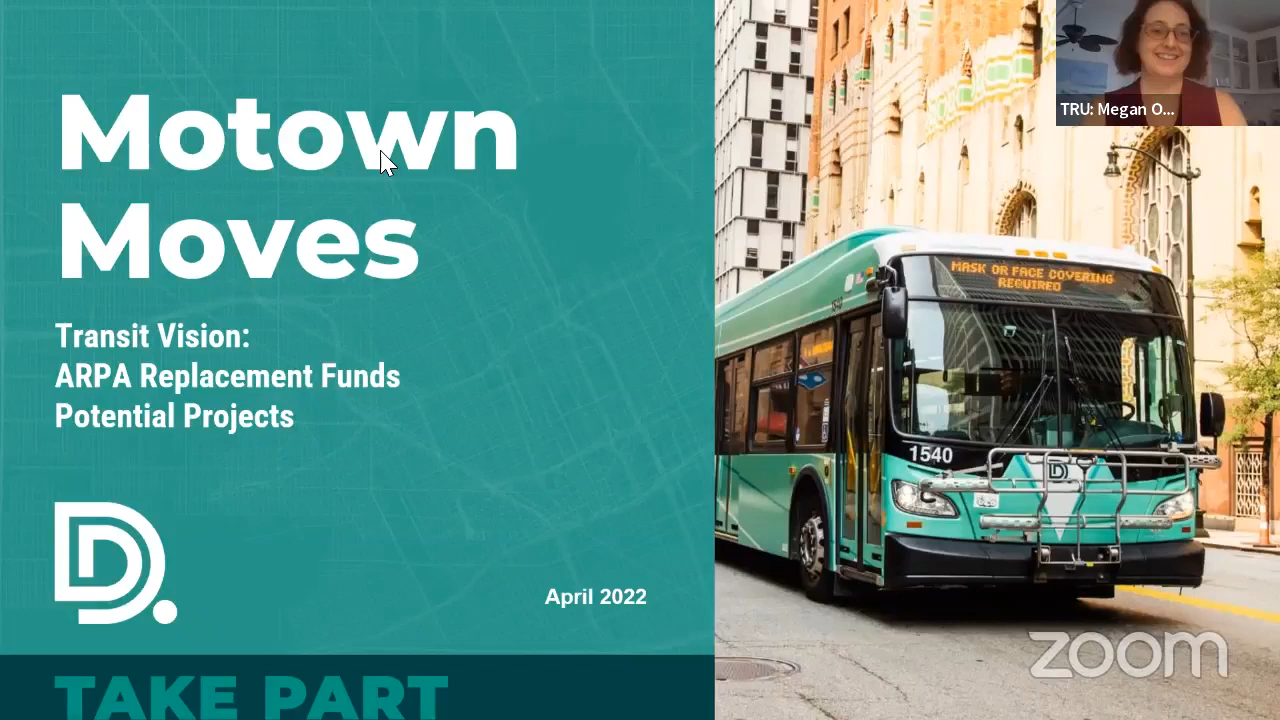 Motown
Moves
Transit Vision:
ARPA Replacement Funds
Potential Projects
D.
April 2022
TAKE PART
TRU: Megan O...
MASK OR FACE COVERING
REQUIRED
1540
D
zoom